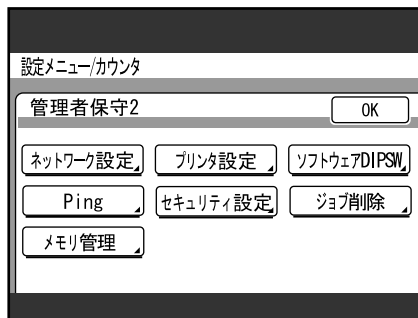 設定メニュー/カウンタ
管理者保守2 OK
ネットワーク設定 プリンタ設定 ソフトウェアDIPSW
Ping セキュリティ設定 ジョブ削除
メモリ管理